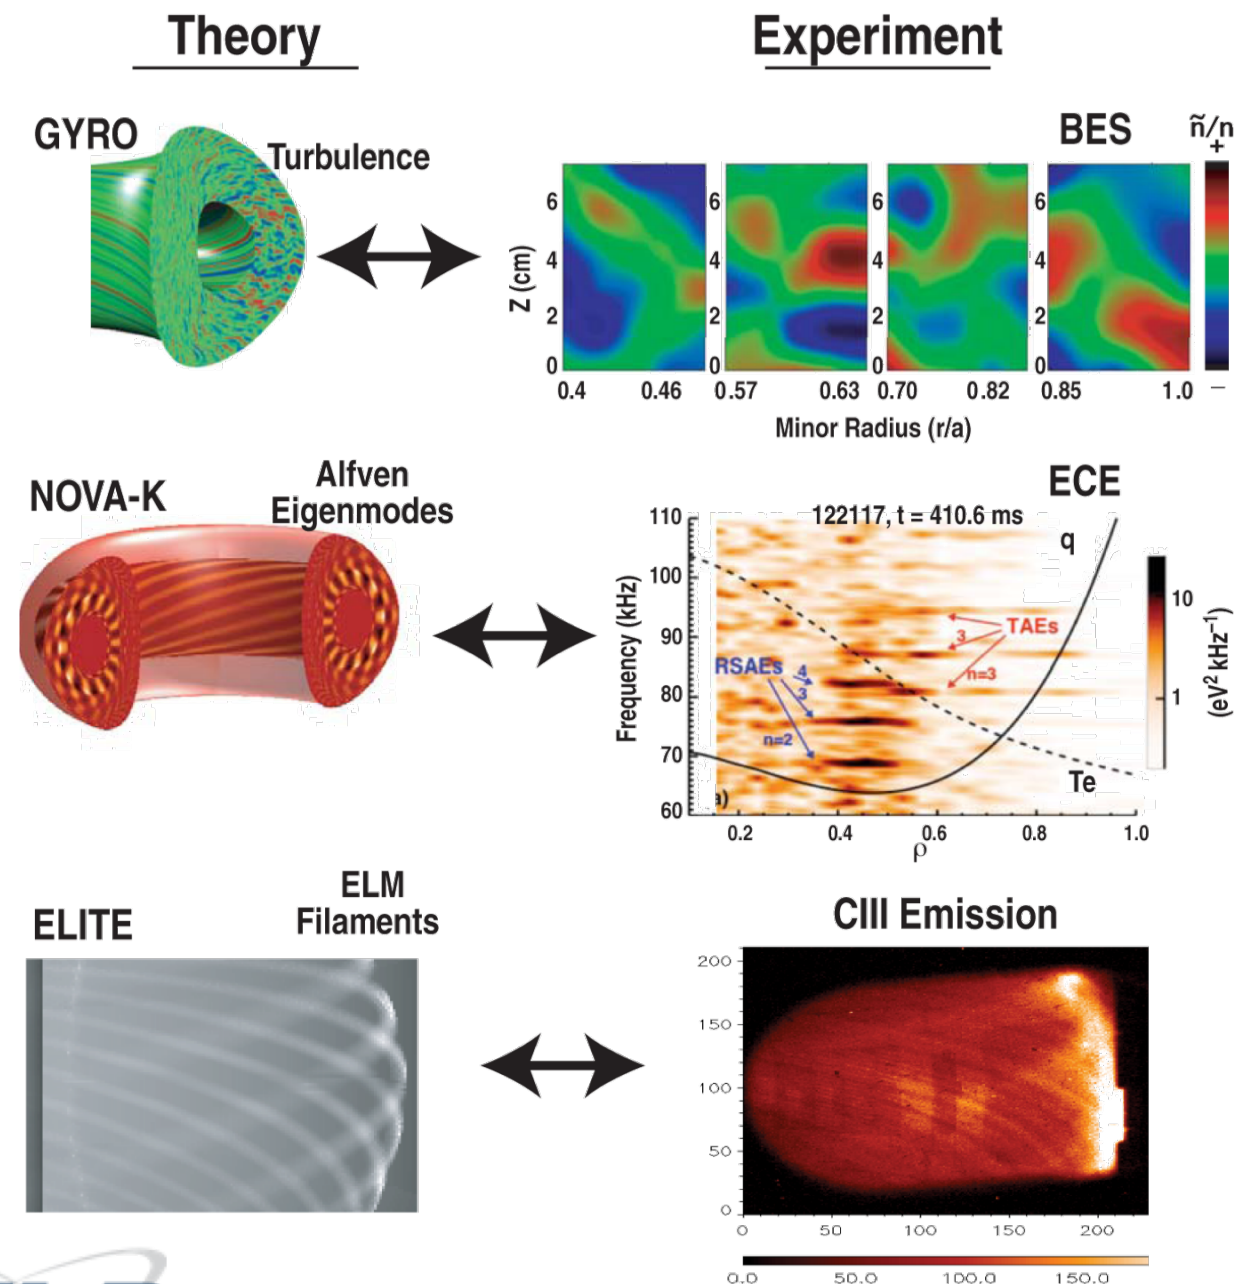 Theory
Experiment
GYRO
Turbulence
BES
ñ/n
+
6
4
2
0
6
4
2
0
6
4
2
0
6
4
2
0
Z (cm)
0.4 0.46 0.57 0.63 0.70 0.82 0.85 1.0
–
Minor Radius (r/a)
NOVA-K
Alfven
Eigenmodes
ECE
122117, t = 410.6 ms
q
110
100
90
80
70
60
Frequency (kHz)
TAEs
3
n=3
RSAEs
4
3
n=2
Te
a)
10
1
(eV² kHz⁻¹)
0.2 0.4 0.6 0.8 1.0
ρ
ELITE
ELM
Filaments
CIII Emission
200
150
100
50
0
0 50 100 150 200
0.0 50.0 100.0 150.0